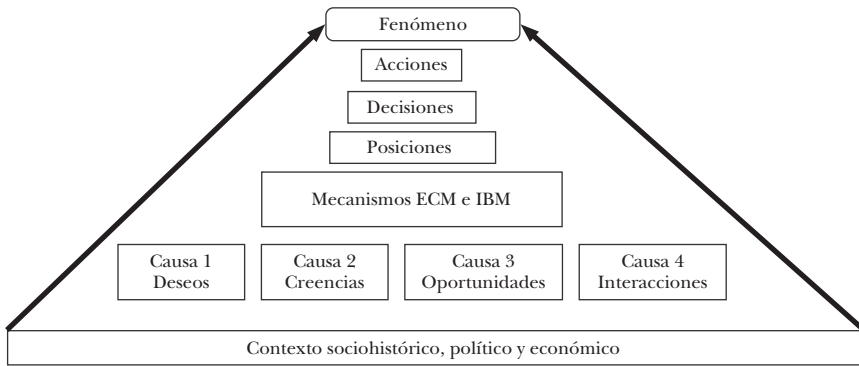 Fenómeno
Acciones
Decisiones
Posiciones
Mecanismos ECM e IBM
Causa 1
Deseos
Causa 2
Creencias
Causa 3
Oportunidades
Causa 4
Interacciones
Contexto sociohistórico, político y económico